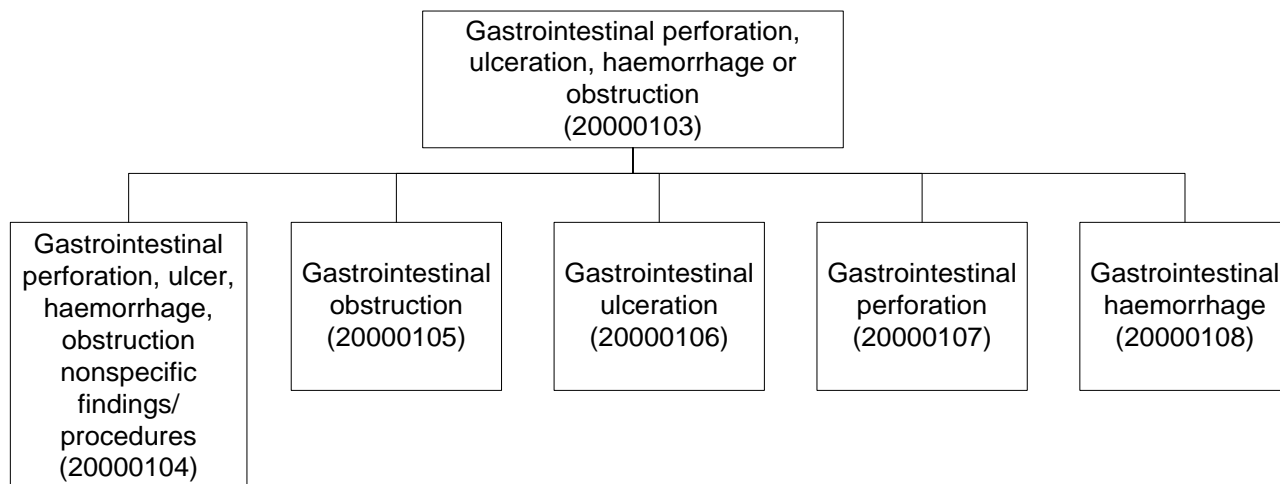 Gastrointestinal perforation,
ulceration, haemorrhage or
obstruction
(20000103)
Gastrointestinal
perforation, ulcer,
haemorrhage,
obstruction
nonspecific
findings/
procedures
(20000104)
Gastrointestinal
obstruction
(20000105)
Gastrointestinal
ulceration
(20000106)
Gastrointestinal
perforation
(20000107)
Gastrointestinal
haemorrhage
(20000108)